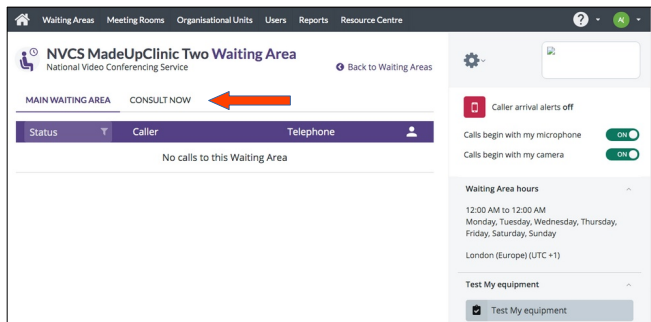 Waiting Areas Meeting Rooms Organisational Units Users Reports Resource Centre ? A(
NVCS MadeUpClinic Two Waiting Area
National Video Conferencing Service
Back to Waiting Areas
MAIN WAITING AREA CONSULT NOW
Status Caller Telephone
No calls to this Waiting Area
Caller arrival alerts off
Calls begin with my microphone ON
Calls begin with my camera ON
Waiting Area hours
12:00 AM to 12:00 AM
Monday, Tuesday, Wednesday, Thursday,
Friday, Saturday, Sunday
London (Europe) (UTC +1)
Test My equipment
Test My equipment